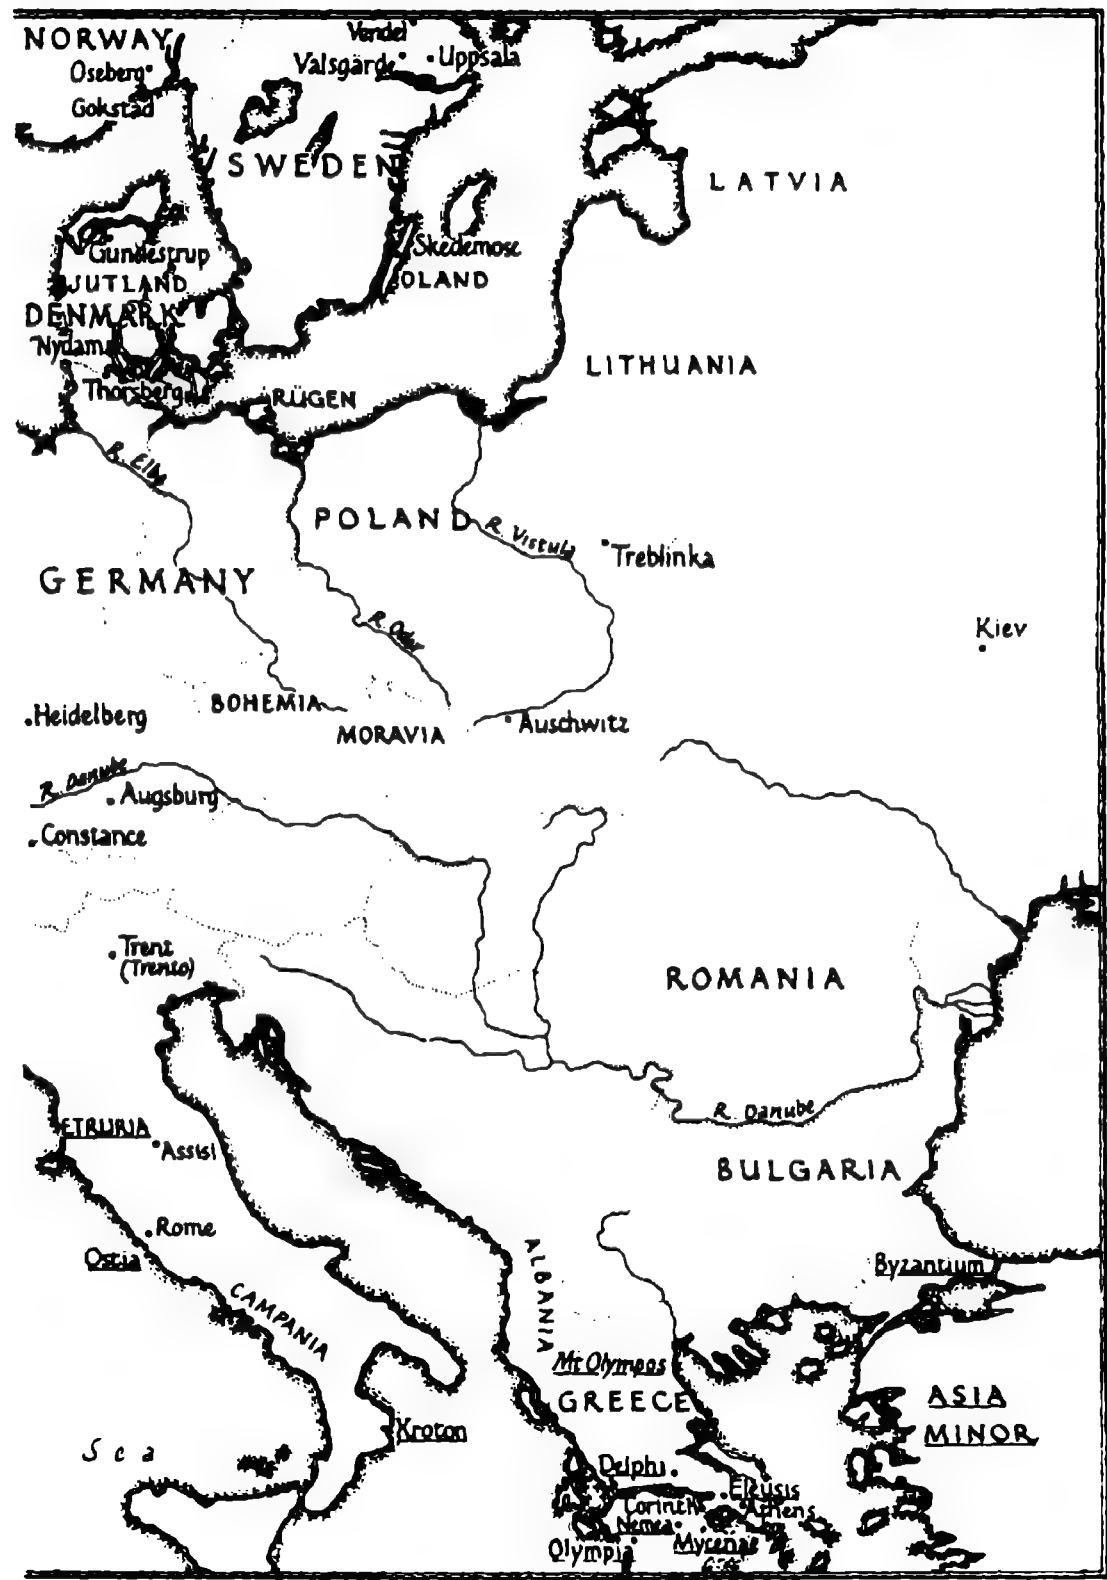 NORWAY
Oseberg
Gokstad
Vendel
Valsgärde
Uppsala
SWEDEN
LATVIA
Gundestrup
JUTLAND
DENMARK
Nydam
Thorsberg
Skedemose
OLAND
LITHUANIA
RÜGEN
R. Elbe
POLAND
R. Vistula
Treblinka
GERMANY
R. Oder
Kiev
BOHEMIA
MORAVIA
Heidelberg
Auschwitz
R. Danube
Augsburg
Constance
Trent
(Trento)
ROMANIA
R. Danube
ETRURIA
Assisi
BULGARIA
Rome
Ostia
CAMPANIA
ALBANIA
Byzantium
Mt Olympos
GREECE
ASIA
MINOR
Kroton
Sea
Delphi
Eleusis
Corinth
Athens
Nemea
Mycenae
Olympia